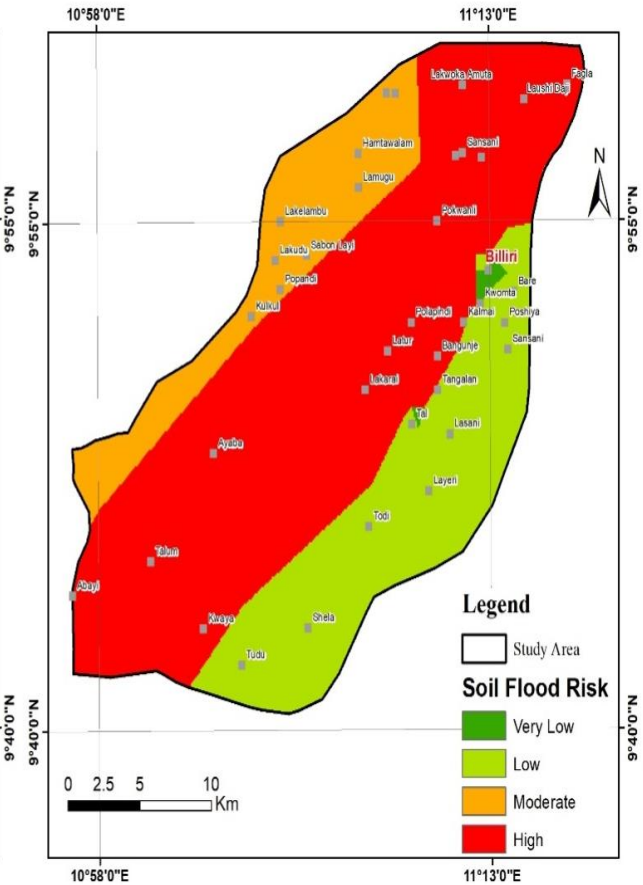 10°58'0"E 11°13'0"E
Lakwoka Amuta
Fagla
Laushi Daji
Hamtawalam
Sansani
Lamugu
N
9°55'0"N
Lakelambu
Pokwanli
9°55'0"N
Lakudu
Sabon Layi
Billiri
Popandi
Bare
Kwomta
Kulkul
Polapindi
Kalmai
Poshiya
Latur
Bangunje
Sansani
Lakarai
Tangalan
Tal
Lasani
Ayaba
Layeri
Todi
Talum
Abayi
Kwaya
Shela
Tudu
Legend
Study Area
Soil Flood Risk
Very Low
Low
Moderate
High
9°40'0"N
9°40'0"N
0 2.5 5 10
Km
10°58'0"E 11°13'0"E